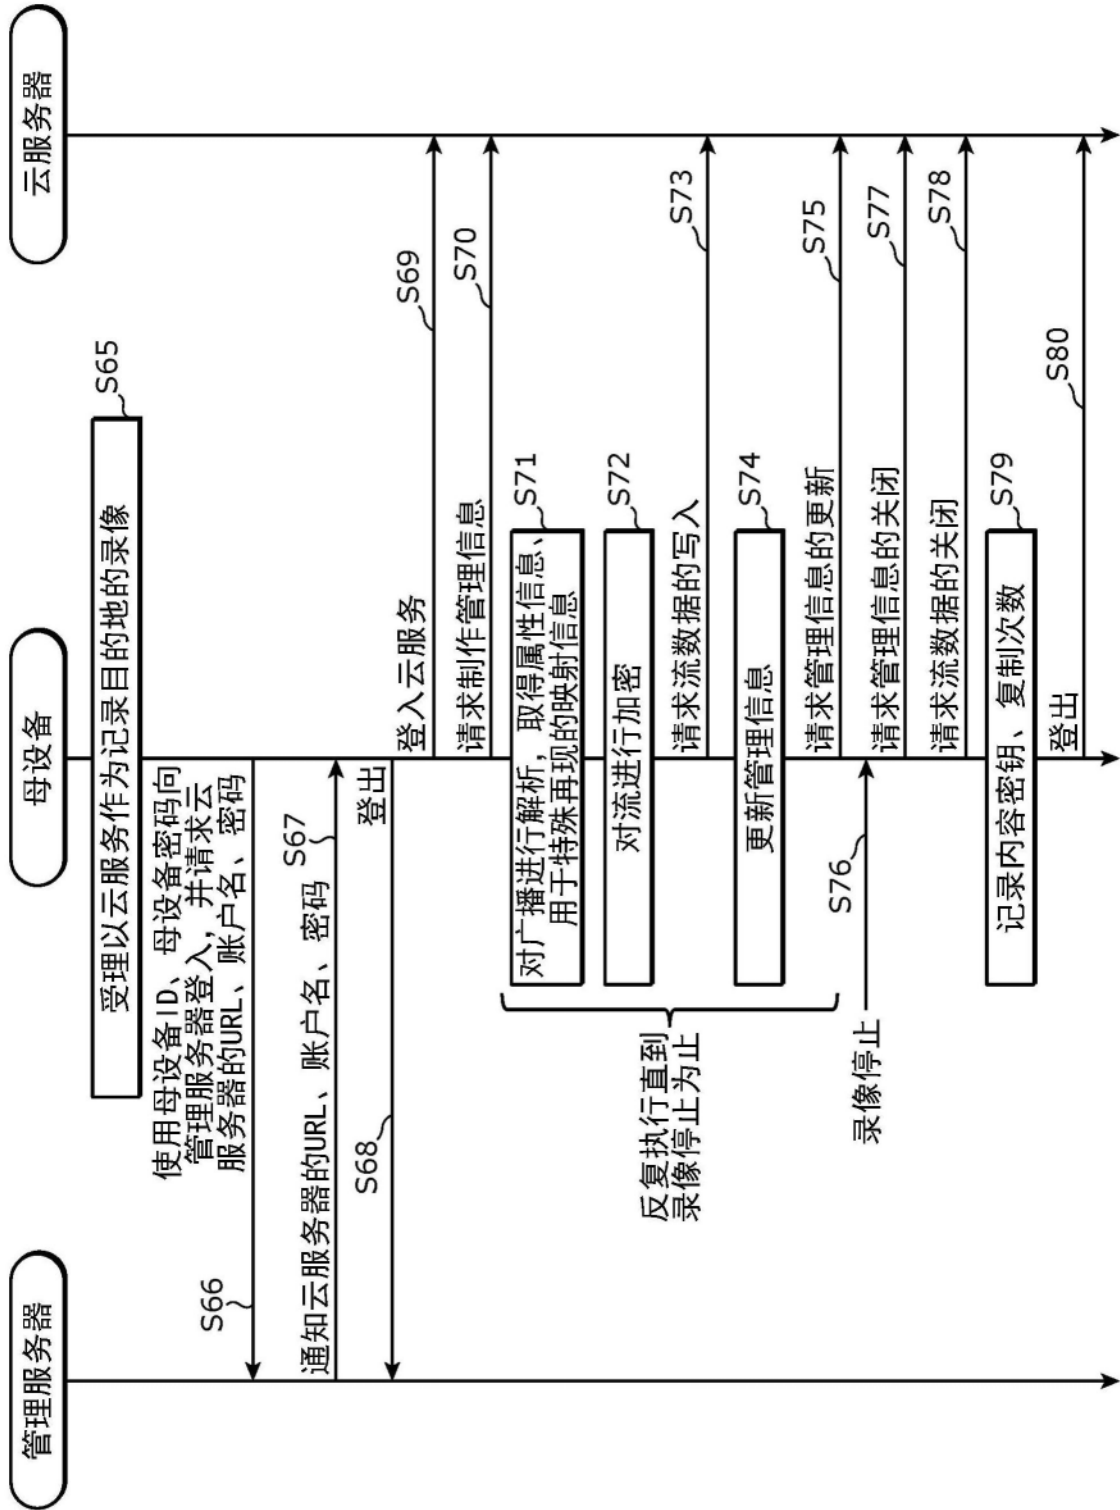 管理服务器
母设备
云服务器
受理以云服务作为记录目的地的录像
S65
使用母设备ID、母设备密码向
管理服务器登入，并请求云
服务器的URL、账户名、密码
S66
通知云服务器的URL、账户名、密码
S67
登出
S68
登入云服务
S69
请求制作管理信息
S70
对广播进行解析，取得属性信息、
用于特殊再现的映射信息
S71
对流进行加密
S72
请求流数据的写入
S73
更新管理信息
S74
反复执行直到
录像停止为止
请求管理信息的更新
S75
录像停止
S76
请求管理信息的关闭
S77
请求流数据的关闭
S78
记录内容密钥、复制次数
S79
登出
S80